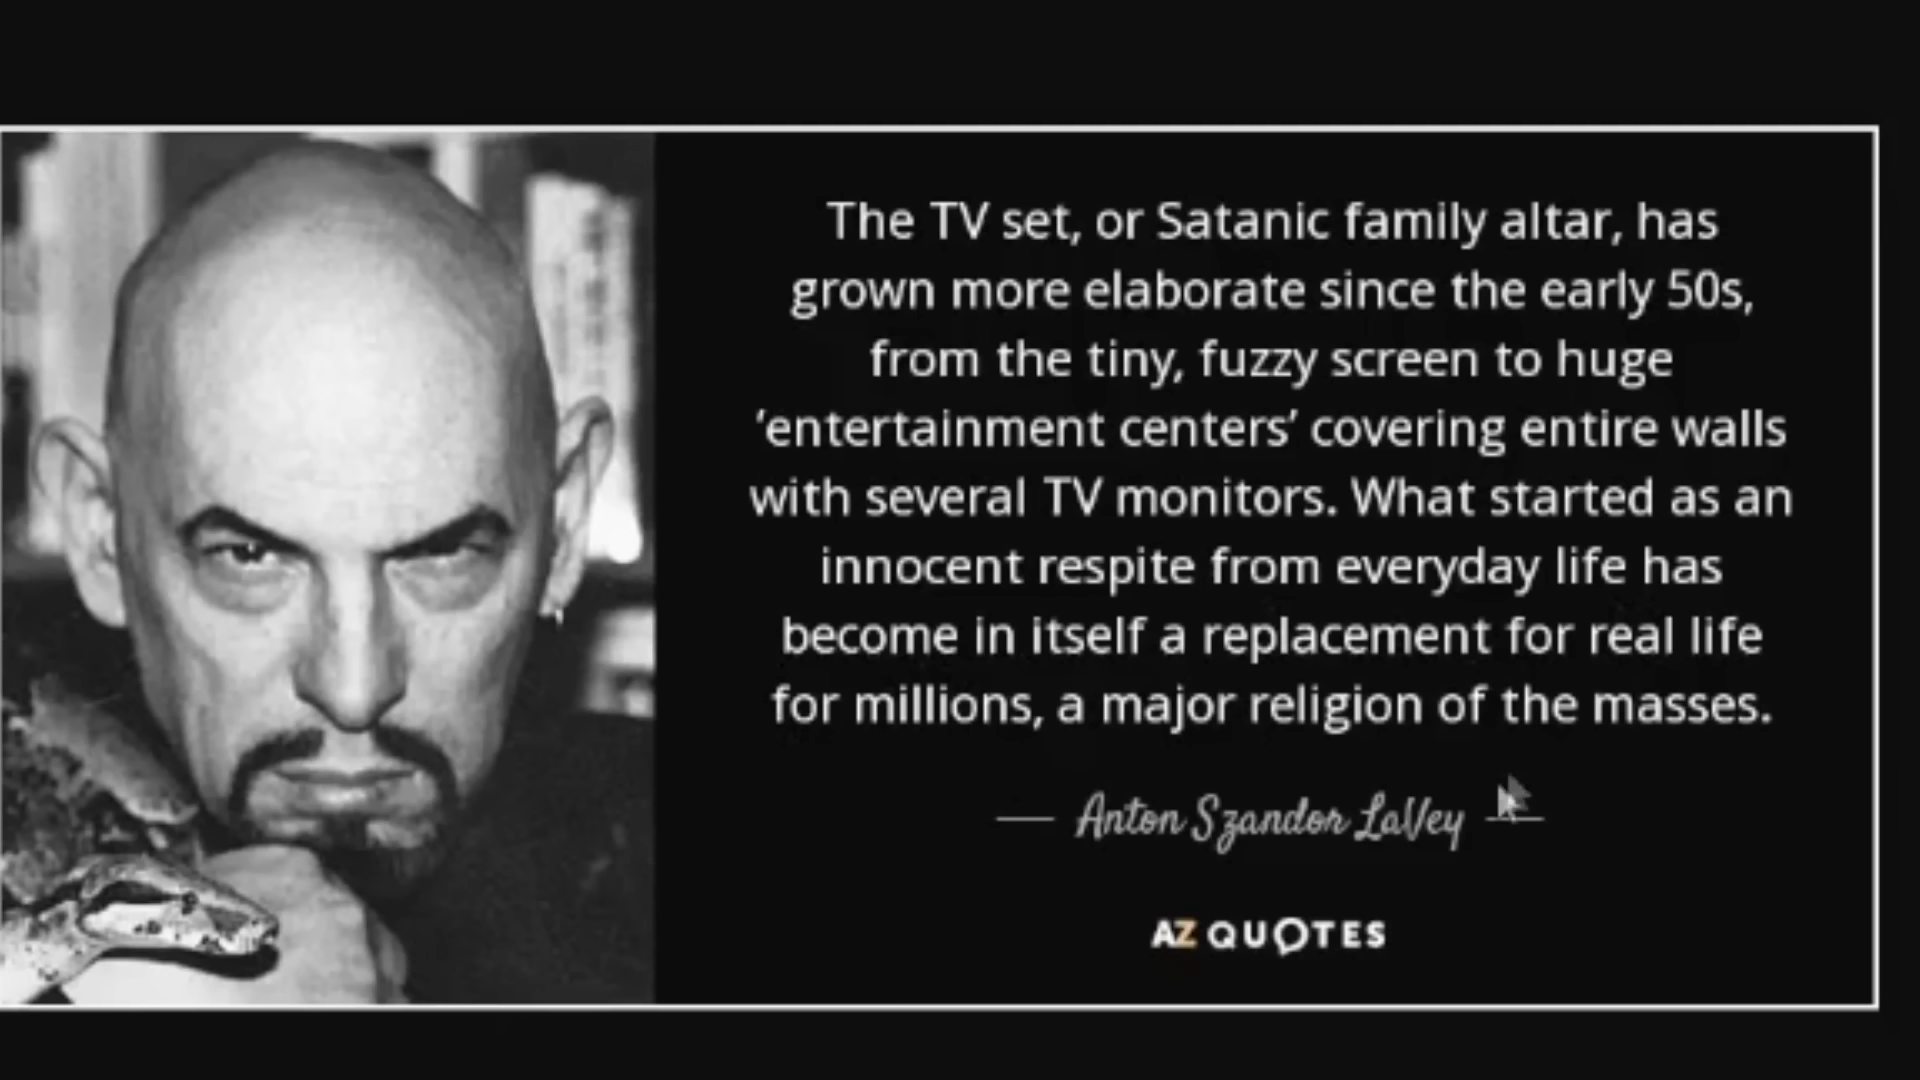 The TV set, or Satanic family altar, has
grown more elaborate since the early 50s,
from the tiny, fuzzy screen to huge
‘entertainment centers’ covering entire walls
with several TV monitors. What started as an
innocent respite from everyday life has
become in itself a replacement for real life
for millions, a major religion of the masses.
— Anton Szandor LaVey —
AZ QUOTES